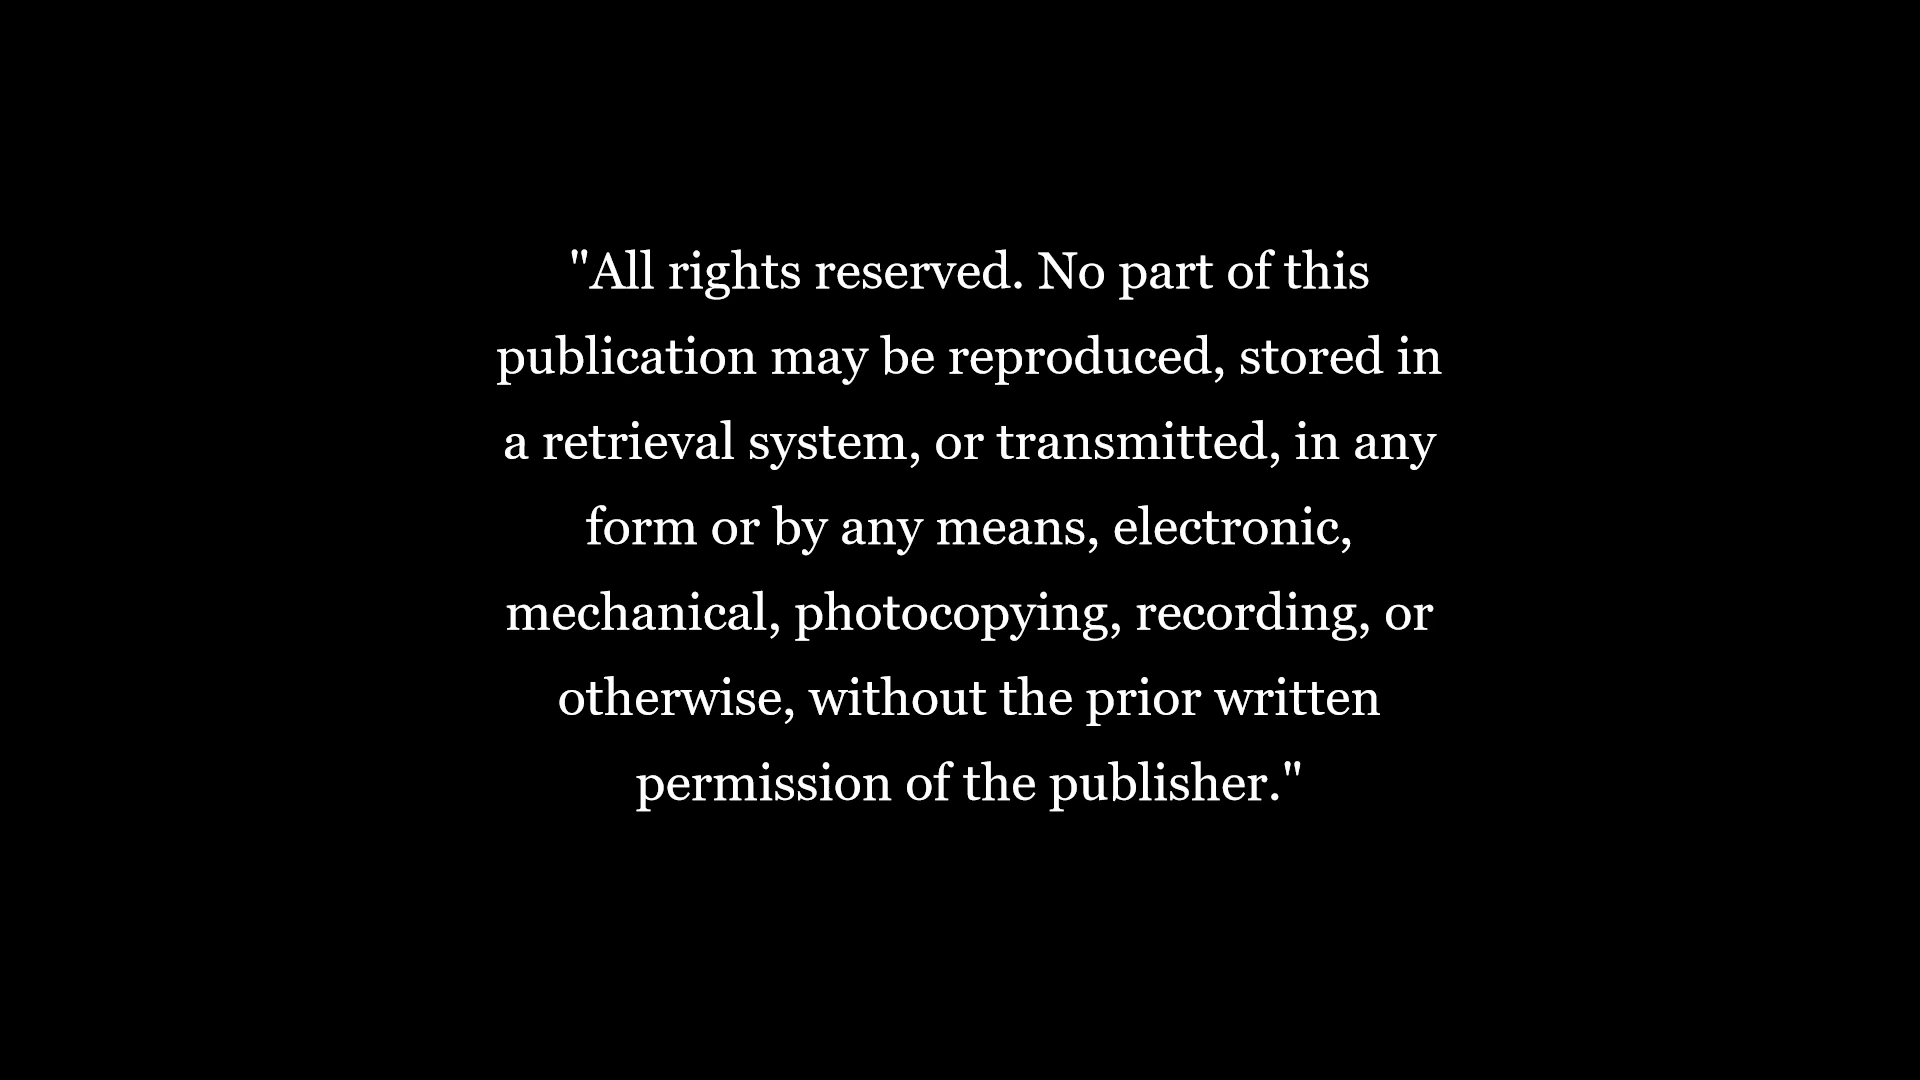 "All rights reserved. No part of this
publication may be reproduced, stored in
a retrieval system, or transmitted, in any
form or by any means, electronic,
mechanical, photocopying, recording, or
otherwise, without the prior written
permission of the publisher."